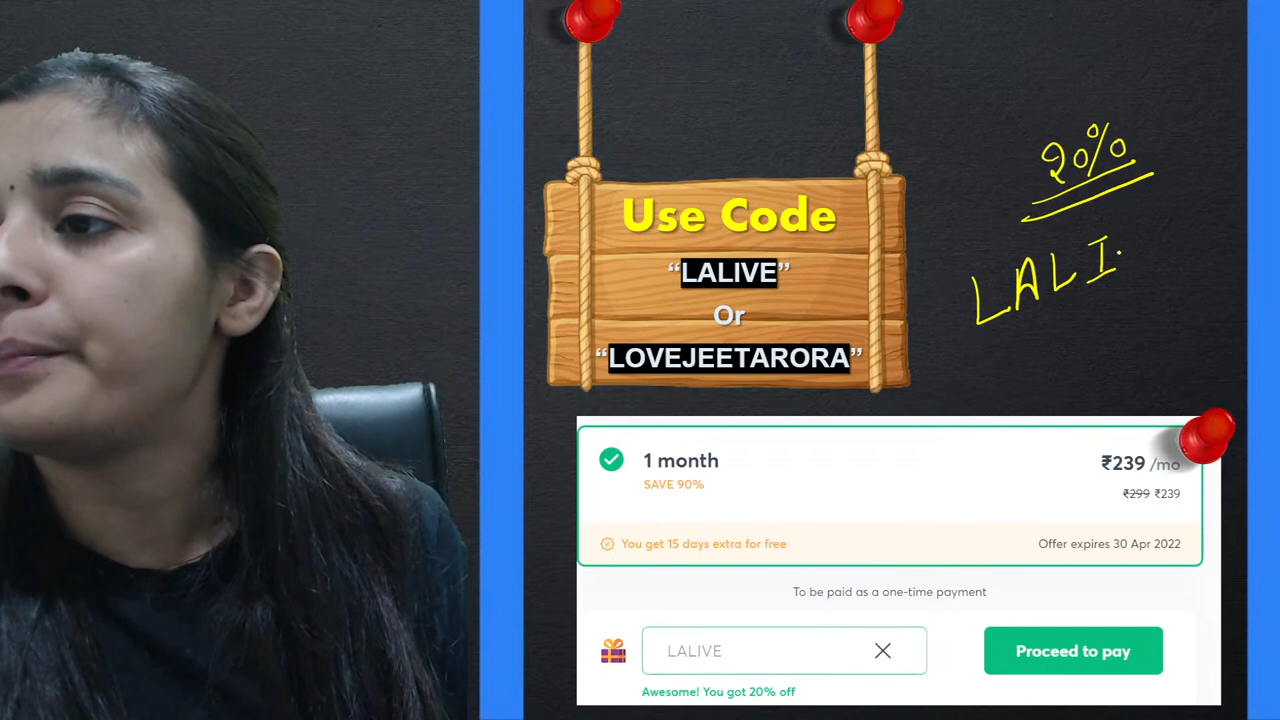 Use Code
“LALIVE”
Or
“LOVEJEETARORA”
20%
LALI
1 month
₹239 /mo
SAVE 90%
₹299 ₹239
You get 15 days extra for free
Offer expires 30 Apr 2022
To be paid as a one-time payment
LALIVE
Proceed to pay
Awesome! You got 20% off